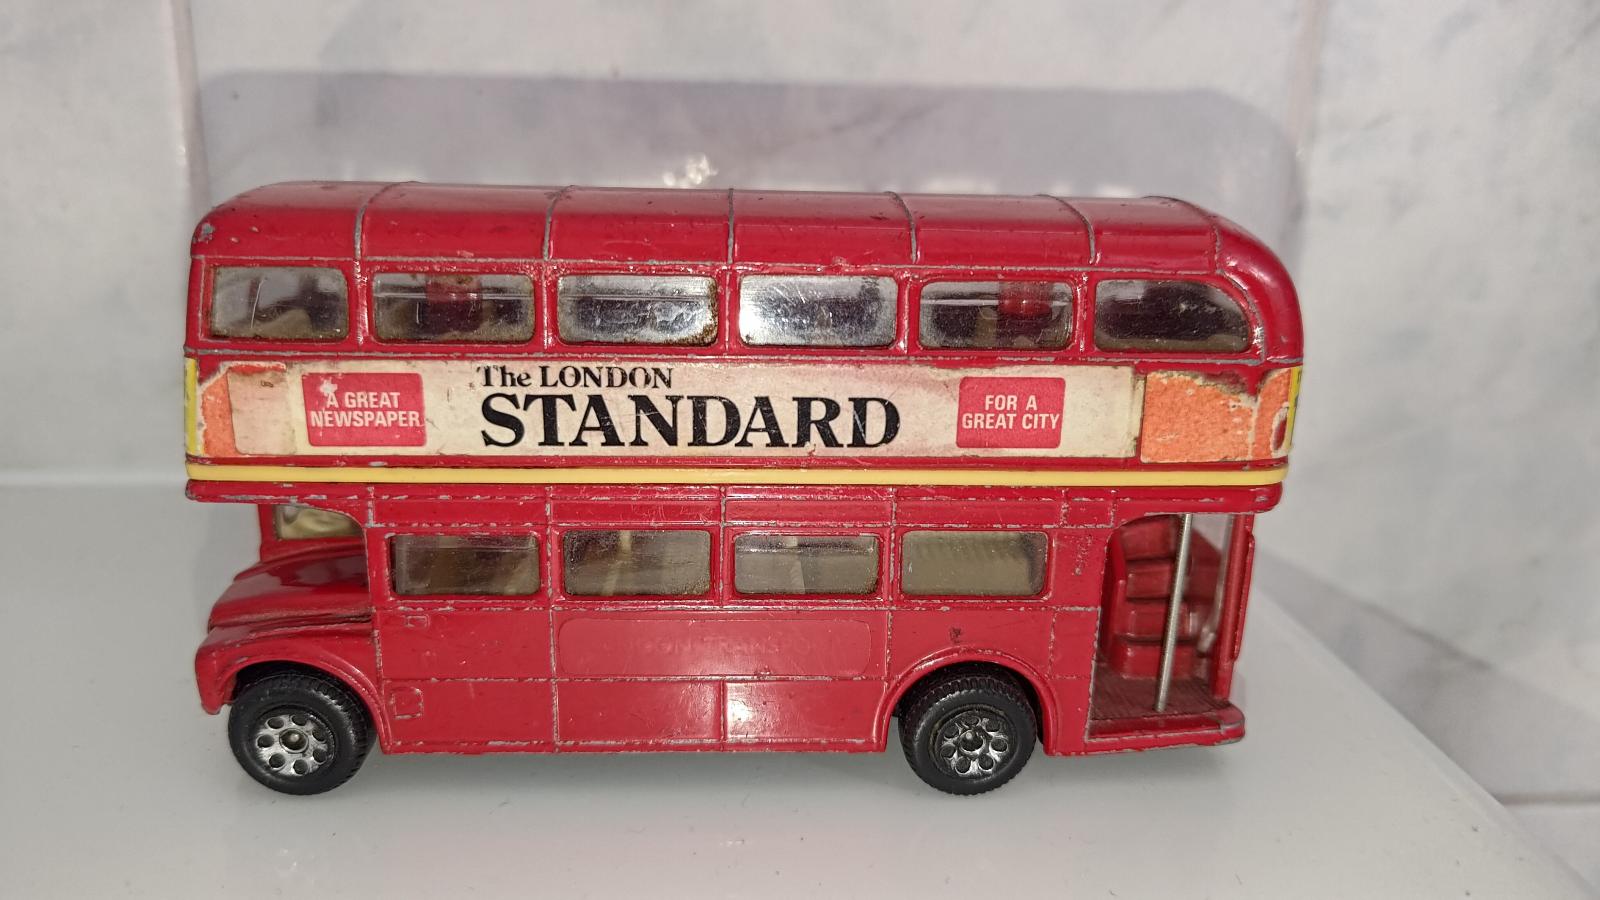 A GREAT
NEWSPAPER
The LONDON
STANDARD
FOR A
GREAT CITY